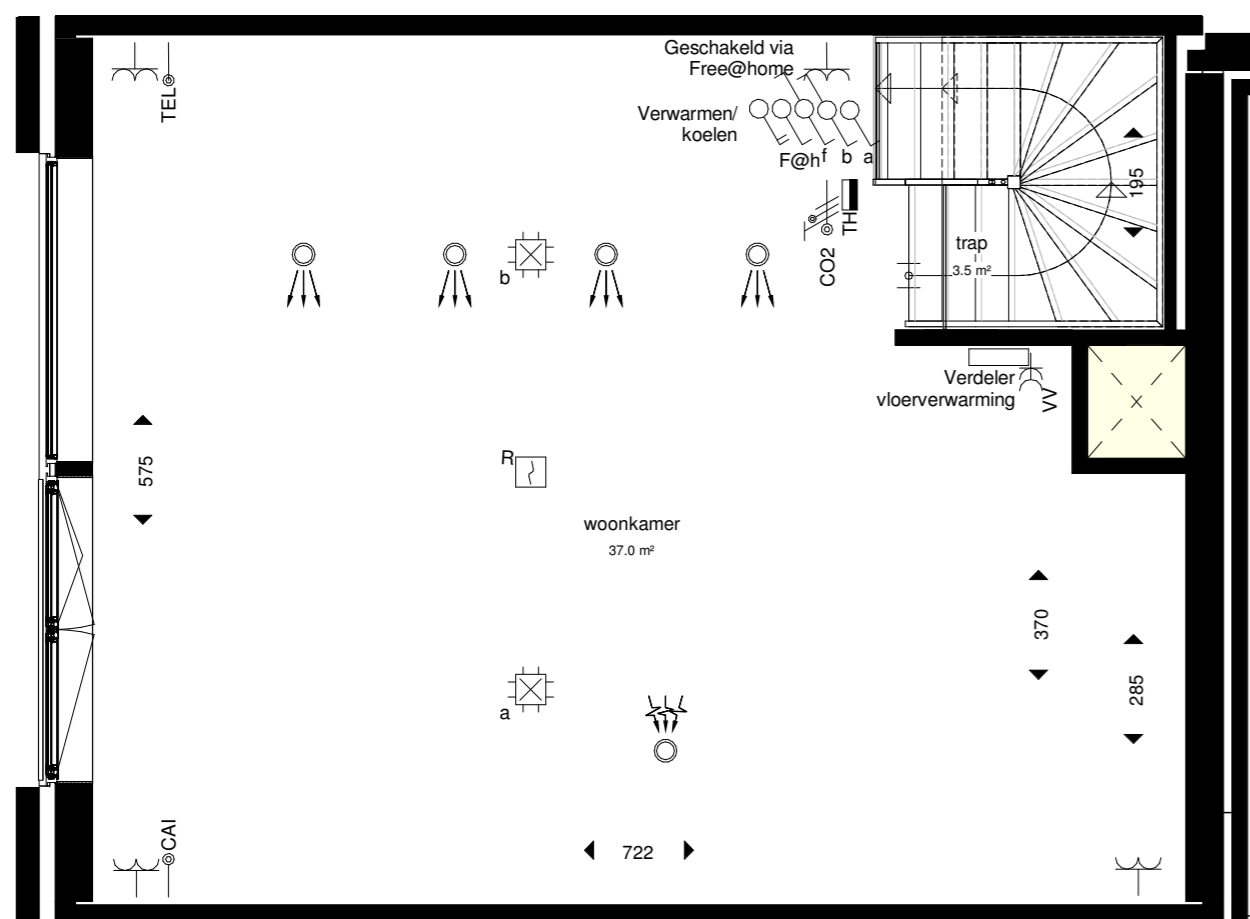 Geschakeld via
Free@home
TEL
Verwarmen/
koelen
F@h
f
b
a
195
TH
CO2
trap
3.5 m²
b
Verdeler
vloerverwarming
VV
575
R
woonkamer
37.0 m²
370
285
a
CAI
722